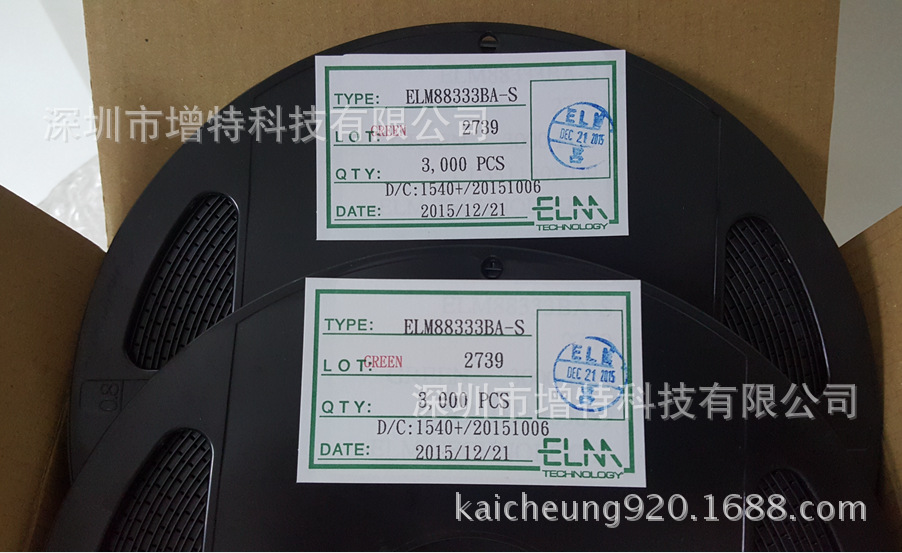 TYPE: ELM88333BA-S
深圳市增特科技有限公司
LOT: GREEN 2739
ELM
DEC 21 2015
QTY: 3,000 PCS
D/C:1540+/20151006
DATE: 2015/12/21
ELM
TECHNOLOGY
TYPE: ELM88333BA-S
LOT: GREEN 2739
ELM
DEC 21 2015
深圳市增特科技有限公司
QTY: 3,000 PCS
D/C:1540+/20151006
DATE: 2015/12/21
ELM
TECHNOLOGY
kaicheung920.1688.com